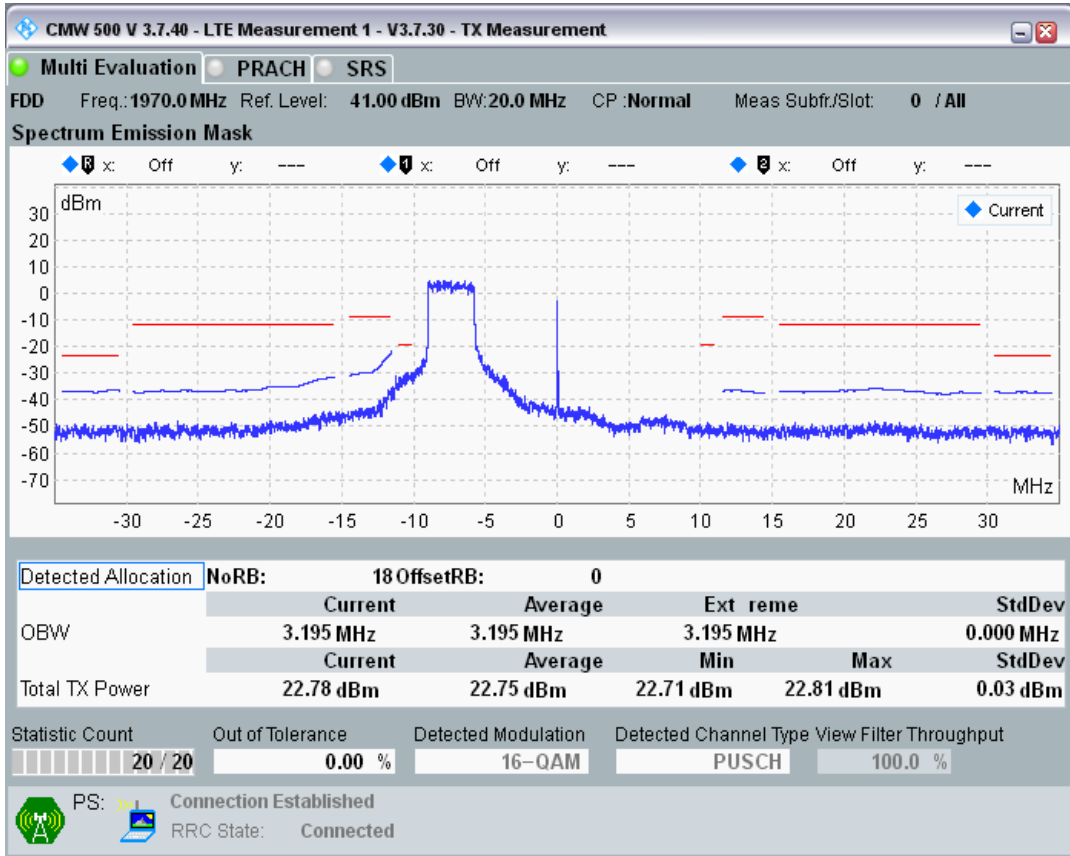 CMW 500 V 3.7.40 - LTE Measurement 1 - V3.7.30 - TX Measurement
Multi Evaluation PRACH SRS
FDD Freq.: 1970.0 MHz Ref. Level: 41.00 dBm BW: 20.0 MHz CP :Normal Meas Subfr./Slot: 0 / All
Spectrum Emission Mask
R x: Off y: --- 1 x: Off y: --- 2 x: Off y: ---
dBm
Current
30
20
10
0
-10
-20
-30
-40
-50
-60
-70
MHz
-30 -25 -20 -15 -10 -5 0 5 10 15 20 25 30
Detected Allocation NoRB: 18 OffsetRB: 0
Current Average Ext reme StdDev
OBW 3.195 MHz 3.195 MHz 3.195 MHz 0.000 MHz
Current Average Min Max StdDev
Total TX Power 22.78 dBm 22.75 dBm 22.71 dBm 22.81 dBm 0.03 dBm
Statistic Count Out of Tolerance Detected Modulation Detected Channel Type View Filter Throughput
20 / 20 0.00 % 16-QAM PUSCH 100.0 %
PS: Connection Established
RRC State: Connected